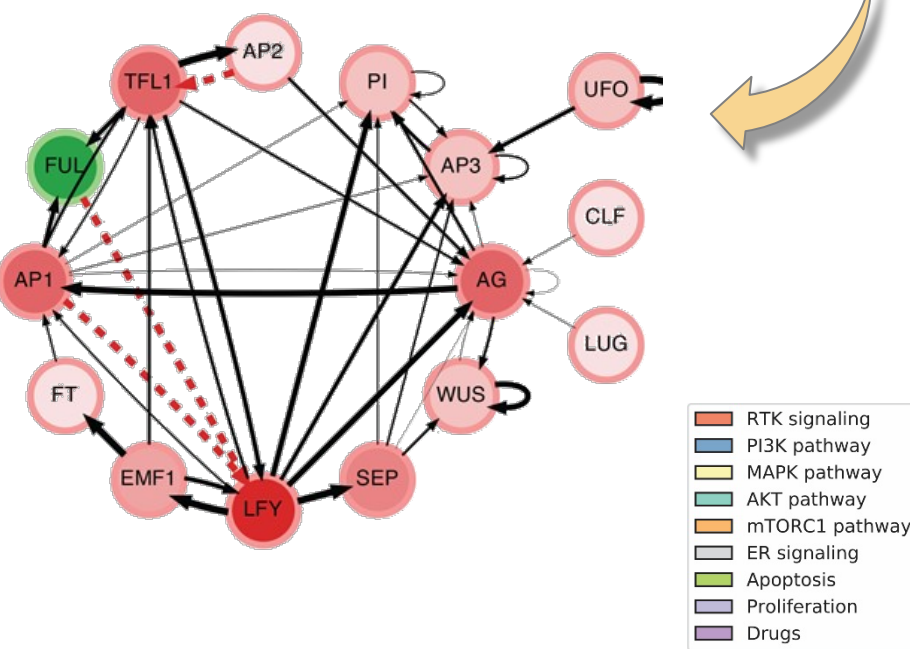 AP2
TFL1
PI
UFO
FUL
AP3
CLF
AP1
AG
LUG
FT
WUS
EMF1
SEP
LFY
RTK signaling
PI3K pathway
MAPK pathway
AKT pathway
mTORC1 pathway
ER signaling
Apoptosis
Proliferation
Drugs